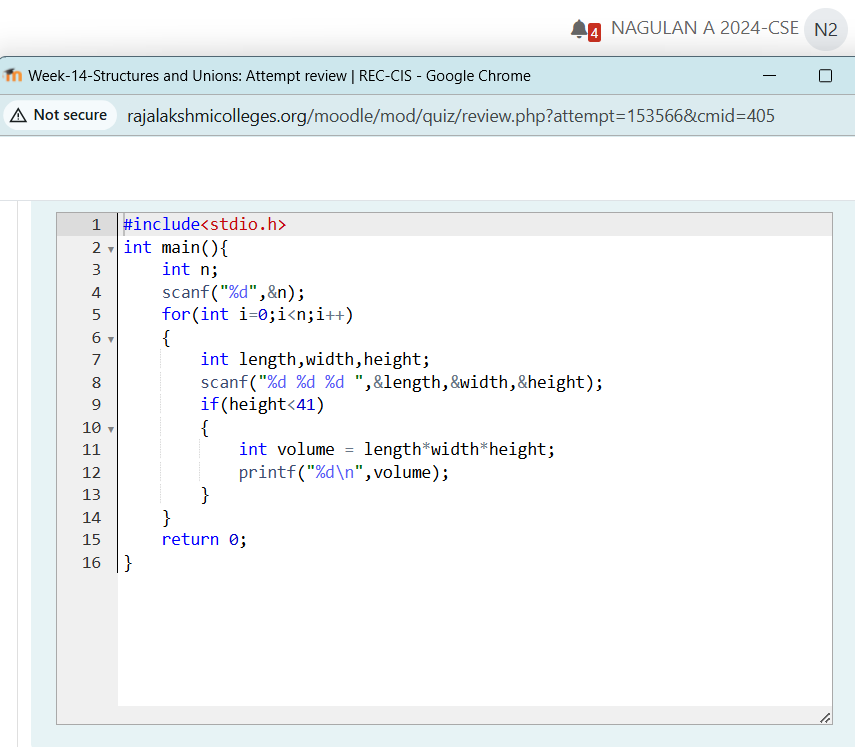 4 NAGULAN A 2024-CSE N2
Week-14-Structures and Unions: Attempt review | REC-CIS - Google Chrome
Not secure rajalakshmicolleges.org/moodle/mod/quiz/review.php?attempt=153566&cmid=405
1 #include<stdio.h>
2 int main(){
3     int n;
4     scanf("%d",&n);
5     for(int i=0;i<n;i++)
6     {
7         int length,width,height;
8         scanf("%d %d %d ",&length,&width,&height);
9         if(height<41)
10         {
11             int volume = length*width*height;
12             printf("%d\n",volume);
13         }
14     }
15     return 0;
16 }